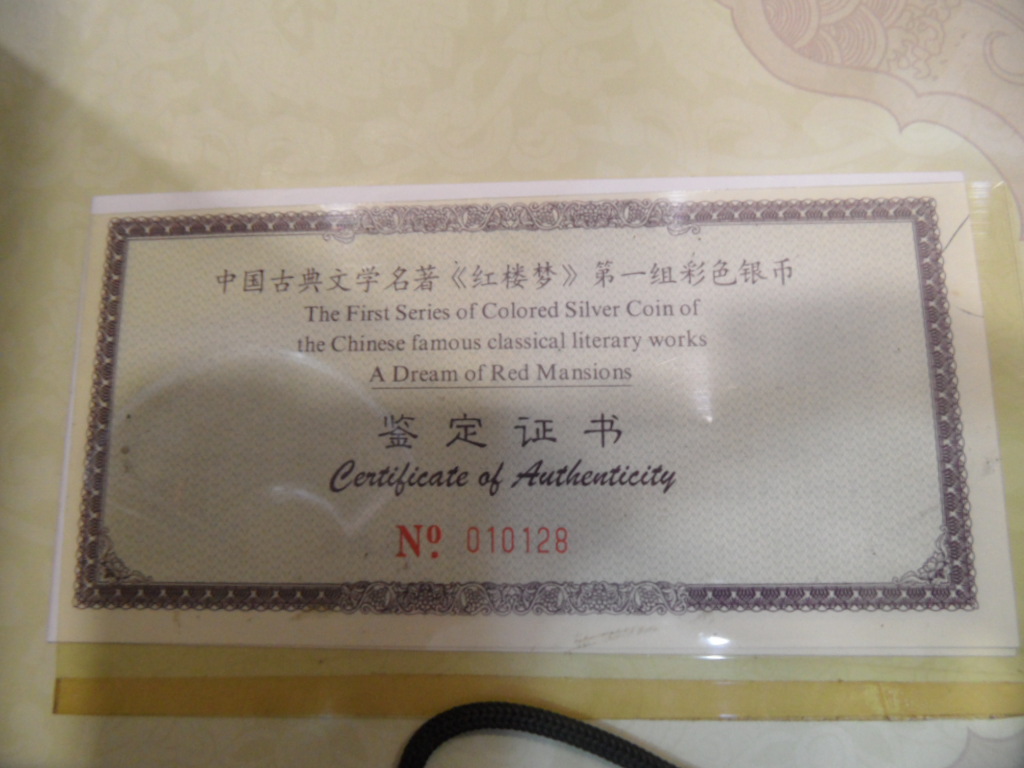 中国古典文学名著《红楼梦》第一组彩色银币
The First Series of Colored Silver Coin of
the Chinese famous classical literary works
A Dream of Red Mansions
鉴定证书
Certificate of Authenticity
Nº 010128